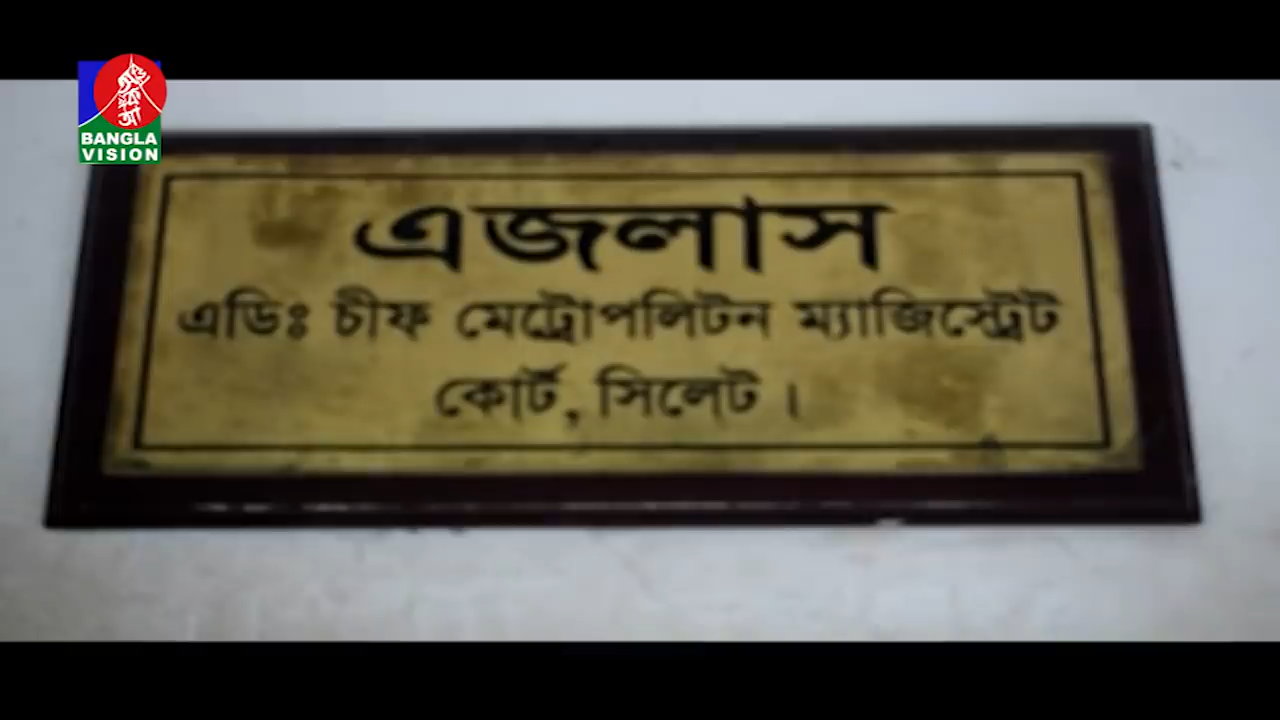 BANGLA
VISION
এজলাস
এডিঃ চীফ মেট্রোপলিটন ম্যাজিস্ট্রেট
কোর্ট, সিলেট।